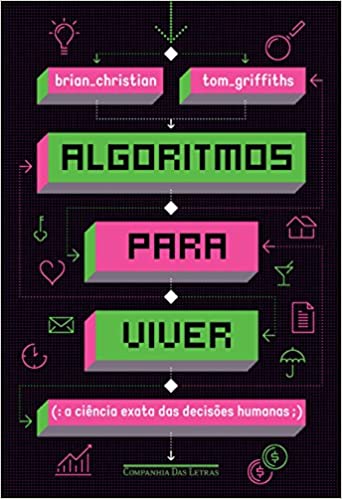 brian_christian
tom_griffiths
ALGORITMOS
PARA
VIVER
(: a ciência exata das decisões humanas ;)
COMPANHIA DAS LETRAS